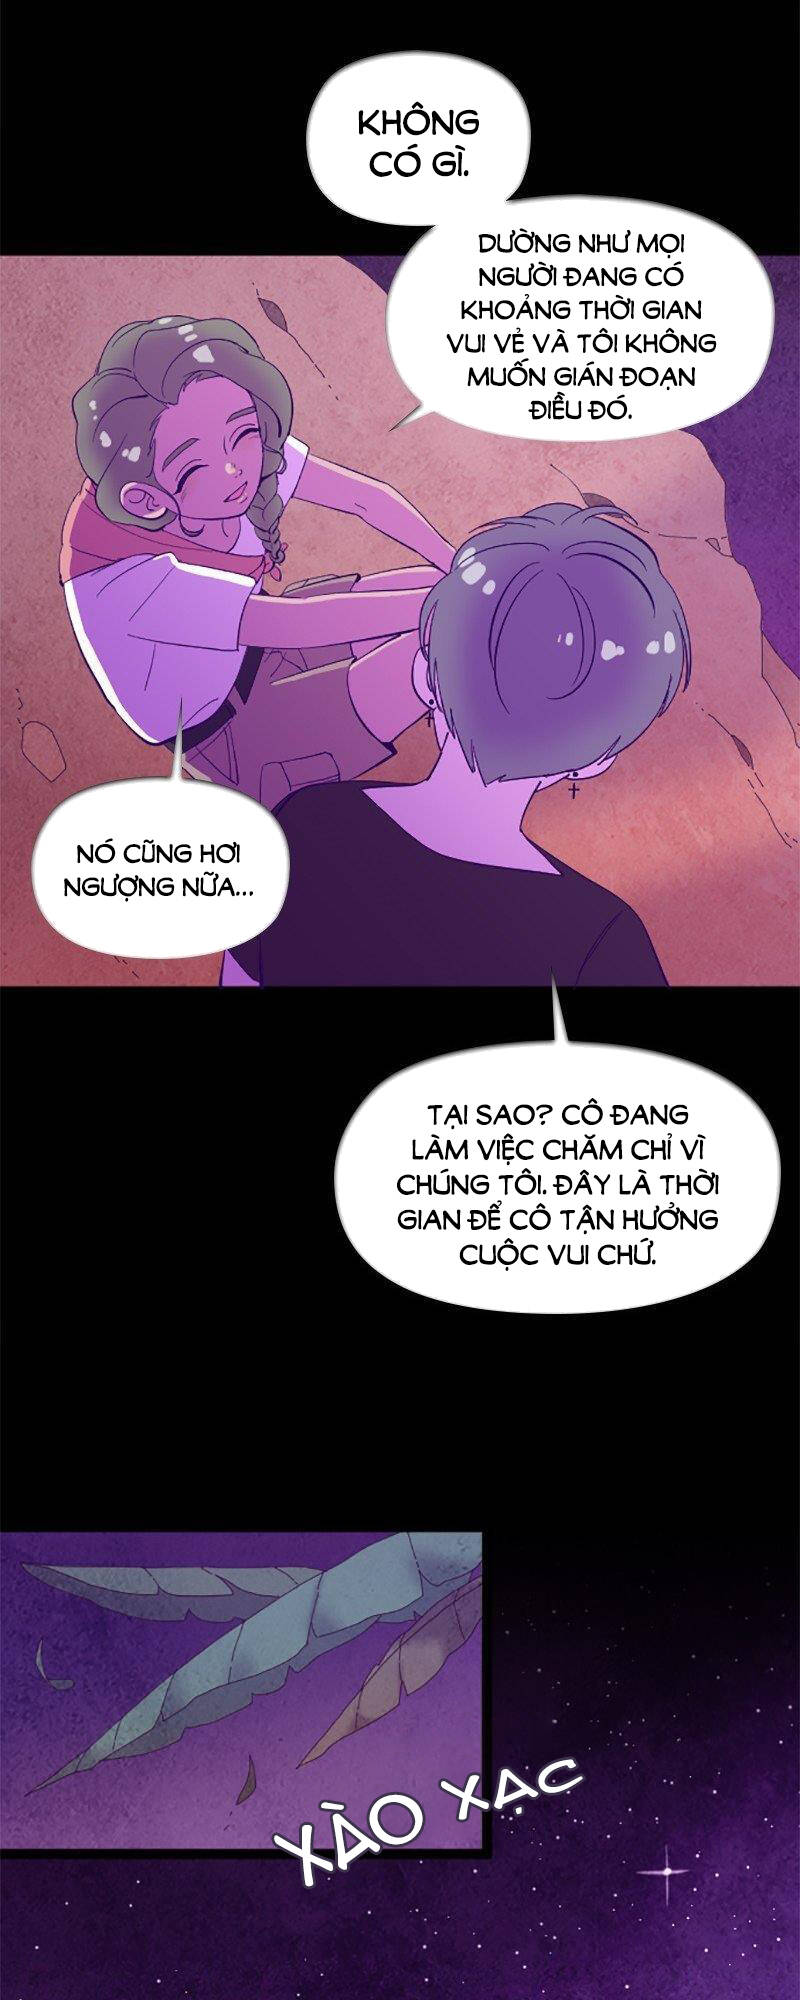 KHÔNG
CÓ GÌ.
DƯỜNG NHƯ MỌI
NGƯỜI ĐANG CÓ
KHOẢNG THỜI GIAN
VUI VẺ VÀ TÔI KHÔNG
MUỐN GIÁN ĐOẠN
ĐIỀU ĐÓ.
NÓ CŨNG HƠI
NGƯỢNG NỮA...
TẠI SAO? CÔ ĐANG
LÀM VIỆC CHĂM CHỈ VÌ
CHÚNG TÔI. ĐÂY LÀ THỜI
GIAN ĐỂ CÔ TẬN HƯỞNG
CUỘC VUI CHỨ.
XÀO XẠC